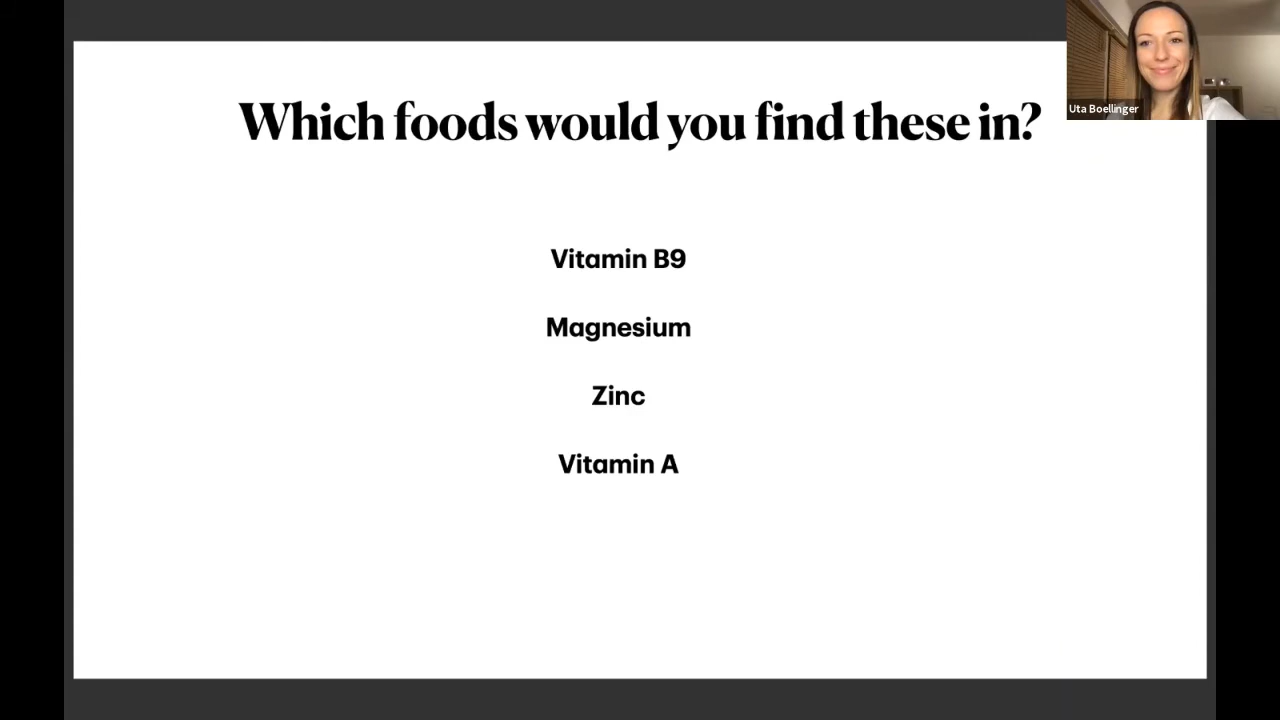 Which foods would you find these in?
Uta Boellinger
Vitamin B9
Magnesium
Zinc
Vitamin A